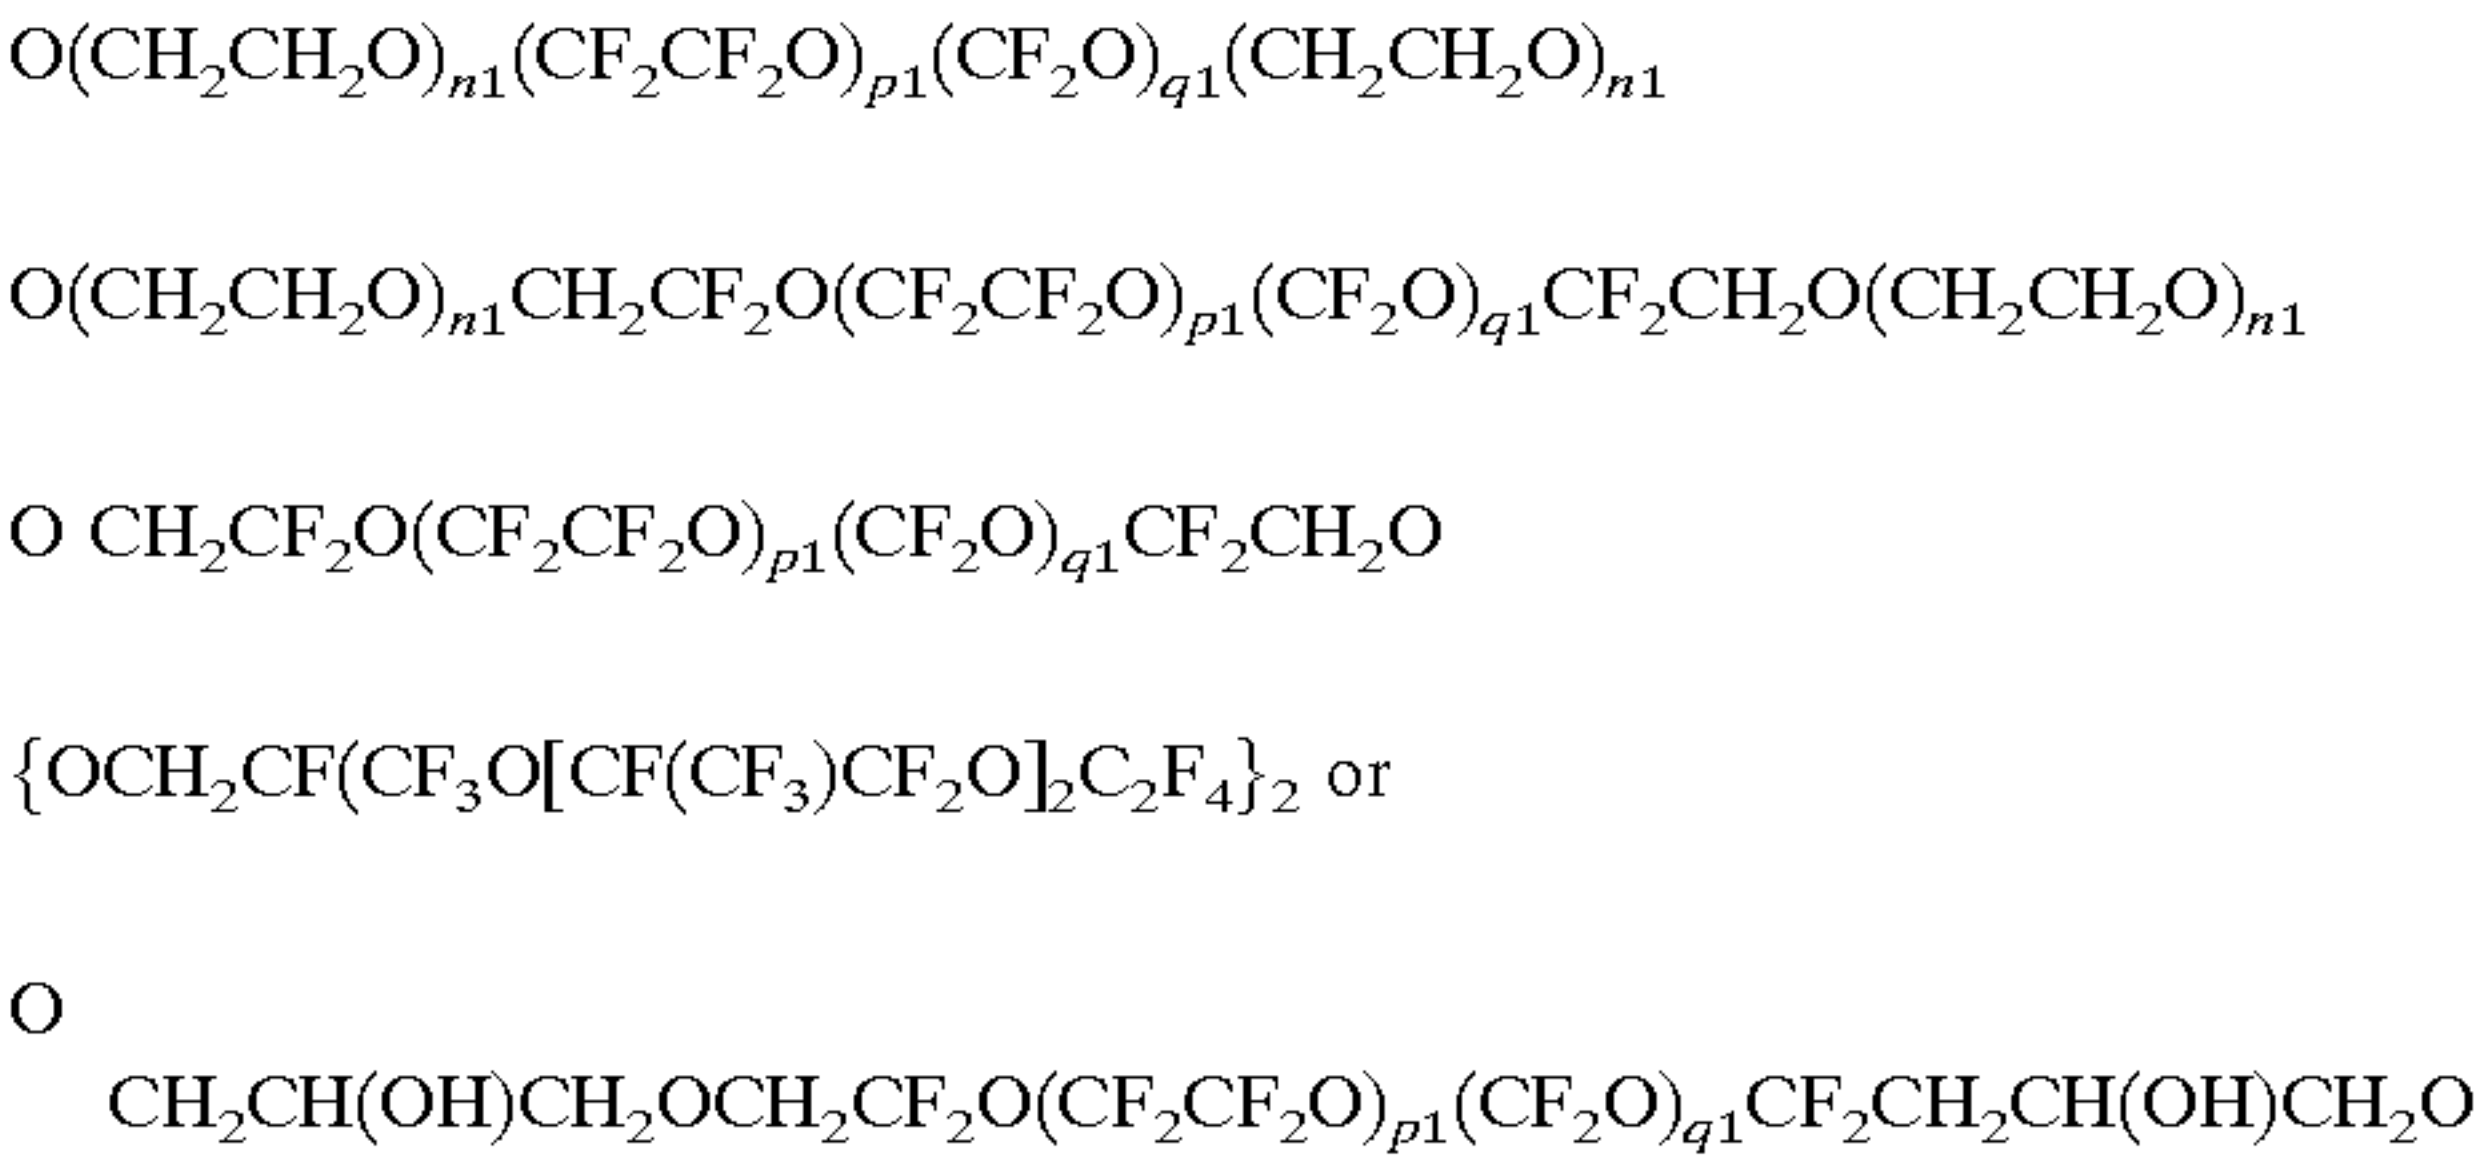 O(CH₂CH₂O)ₙ₁(CF₂CF₂O)ₚ₁(CF₂O)q1(CH₂CH₂O)ₙ₁
O(CH₂CH₂O)ₙ₁CH₂CF₂O(CF₂CF₂O)ₚ₁(CF₂O)q1CF₂CH₂O(CH₂CH₂O)ₙ₁
O CH₂CF₂O(CF₂CF₂O)ₚ₁(CF₂O)q1CF₂CH₂O
{OCH₂CF(CF₃O[CF(CF₃)CF₂O]₂C₂F₄}₂ or
O
CH₂CH(OH)CH₂OCH₂CF₂O(CF₂CF₂O)ₚ₁(CF₂O)q1CF₂CH₂CH(OH)CH₂O